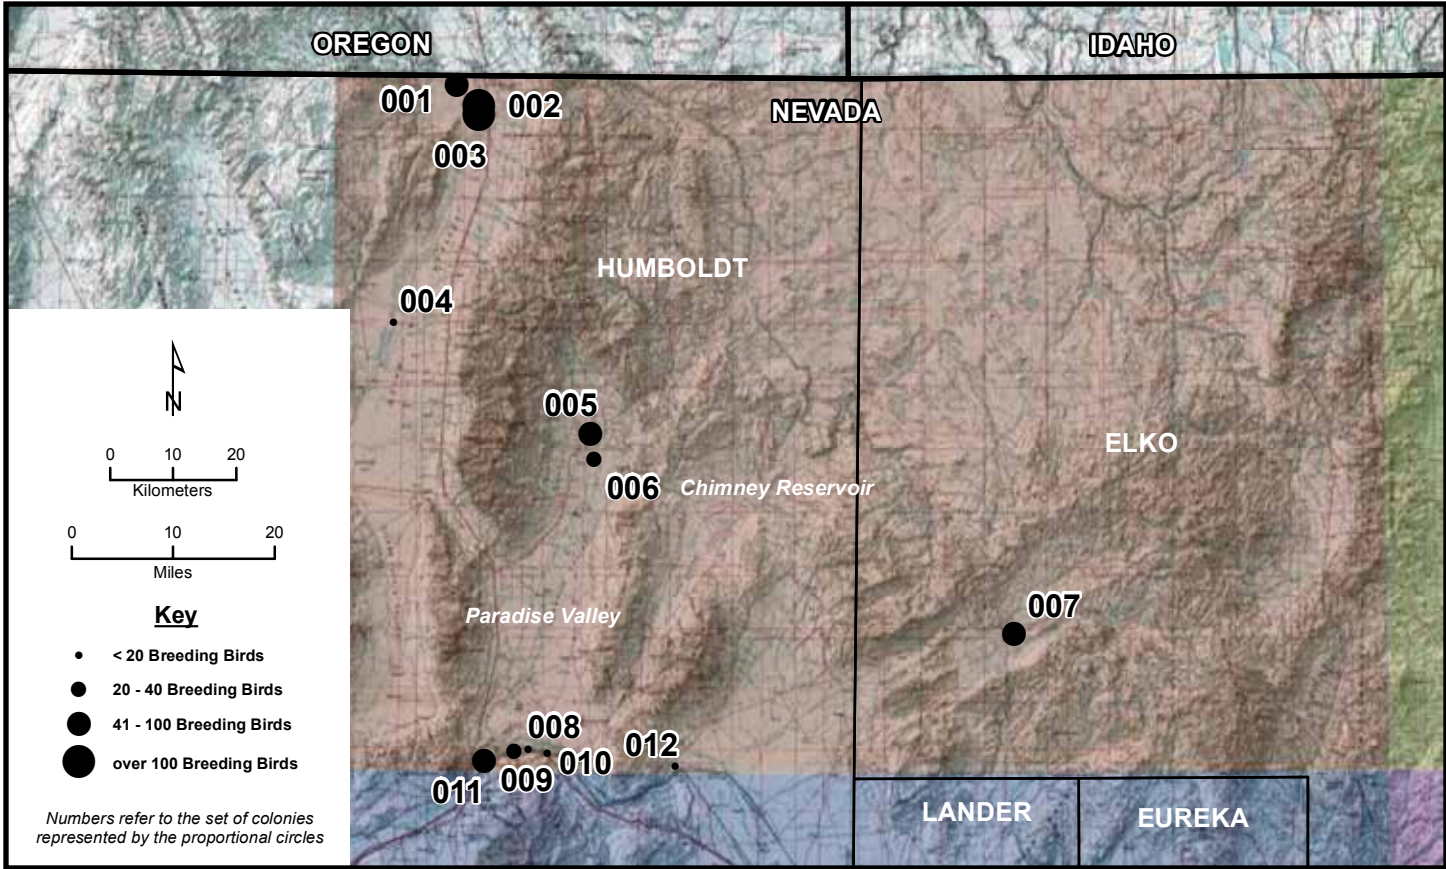 OREGON
IDAHO
NEVADA
001
002
003
HUMBOLDT
004
005
006
Chimney Reservoir
ELKO
007
Paradise Valley
008
009
010
011
012
LANDER
EUREKA
N
0 10 20
Kilometers
0 10 20
Miles
Key
< 20 Breeding Birds
20 - 40 Breeding Birds
41 - 100 Breeding Birds
over 100 Breeding Birds
Numbers refer to the set of colonies
represented by the proportional circles